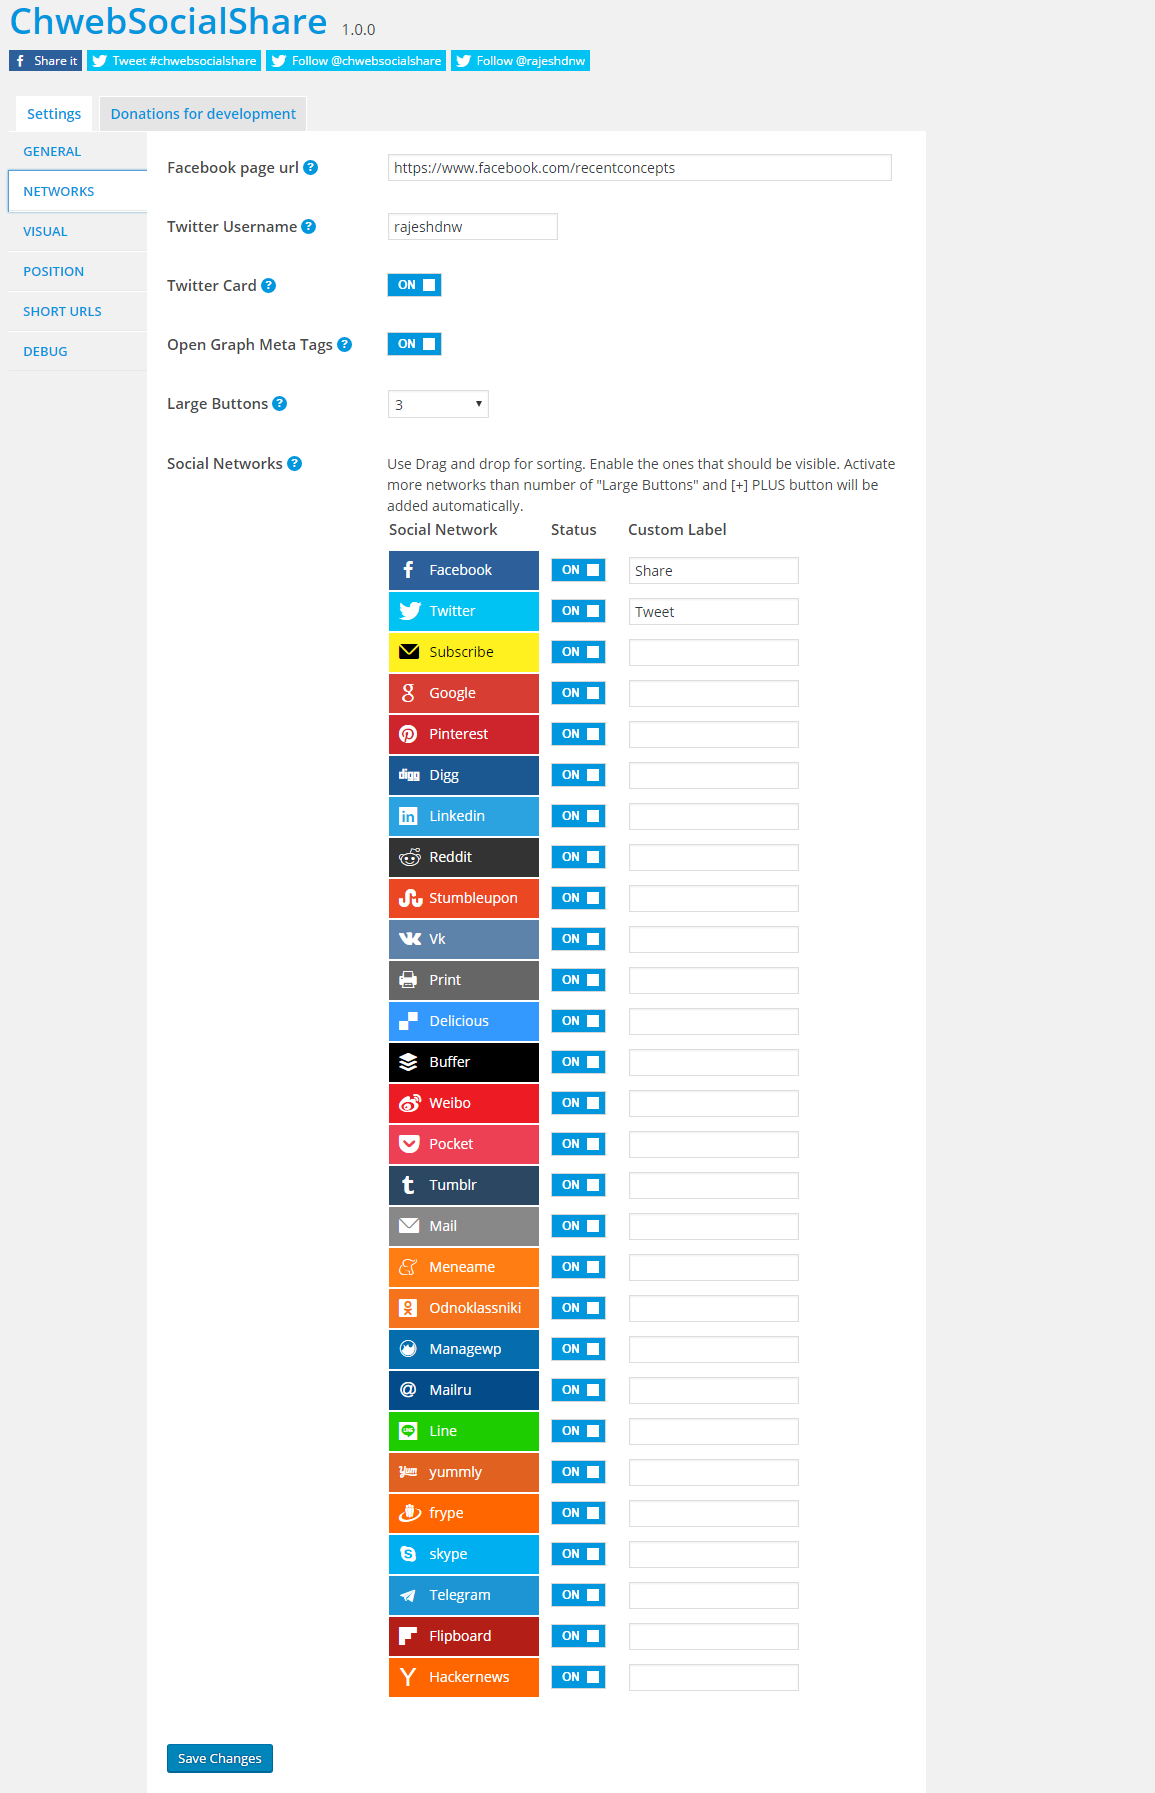 ChwebSocialShare 1.0.0
Share it Tweet #chwebsocialshare Follow @chwebsocialshare Follow @rajeshdnw
Settings Donations for development
GENERAL
NETWORKS
VISUAL
POSITION
SHORT URLS
DEBUG
Facebook page url ? https://www.facebook.com/recentconcepts
Twitter Username ? rajeshdnw
Twitter Card ? ON
Open Graph Meta Tags ? ON
Large Buttons ? 3
Social Networks ? Use Drag and drop for sorting. Enable the ones that should be visible. Activate
more networks than number of "Large Buttons" and [+] PLUS button will be
added automatically.
Social Network Status Custom Label
Facebook ON Share
Twitter ON Tweet
Subscribe ON
Google ON
Pinterest ON
digg Digg ON
in Linkedin ON
Reddit ON
Stumbleupon ON
Vk ON
Print ON
Delicious ON
Buffer ON
Weibo ON
Pocket ON
Tumblr ON
Mail ON
Meneame ON
Odnoklassniki ON
Managewp ON
@ Mailru ON
LINE Line ON
Yum yummly ON
frype ON
skype ON
Telegram ON
Flipboard ON
Hackernews ON
Save Changes